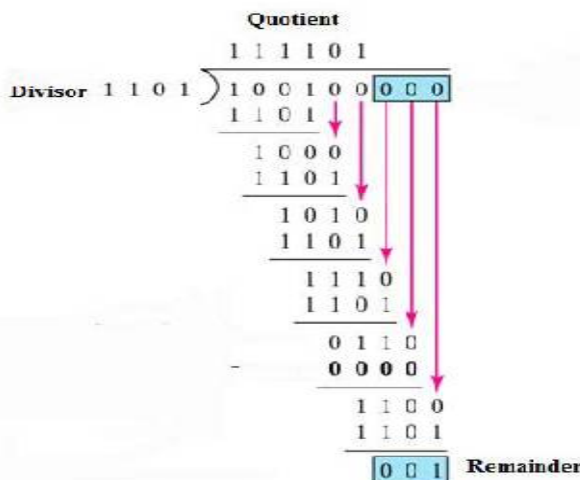 Quotient
1 1 1 1 0 1
Divisor 1 1 0 1 ) 1 0 0 1 0 0 0 0 0
1 1 0 1
1 0 0 0
1 1 0 1
1 0 1 0
1 1 0 1
1 1 1 0
1 1 0 1
0 1 1 0
0 0 0 0
1 1 0 0
1 1 0 1
0 0 1 Remainder